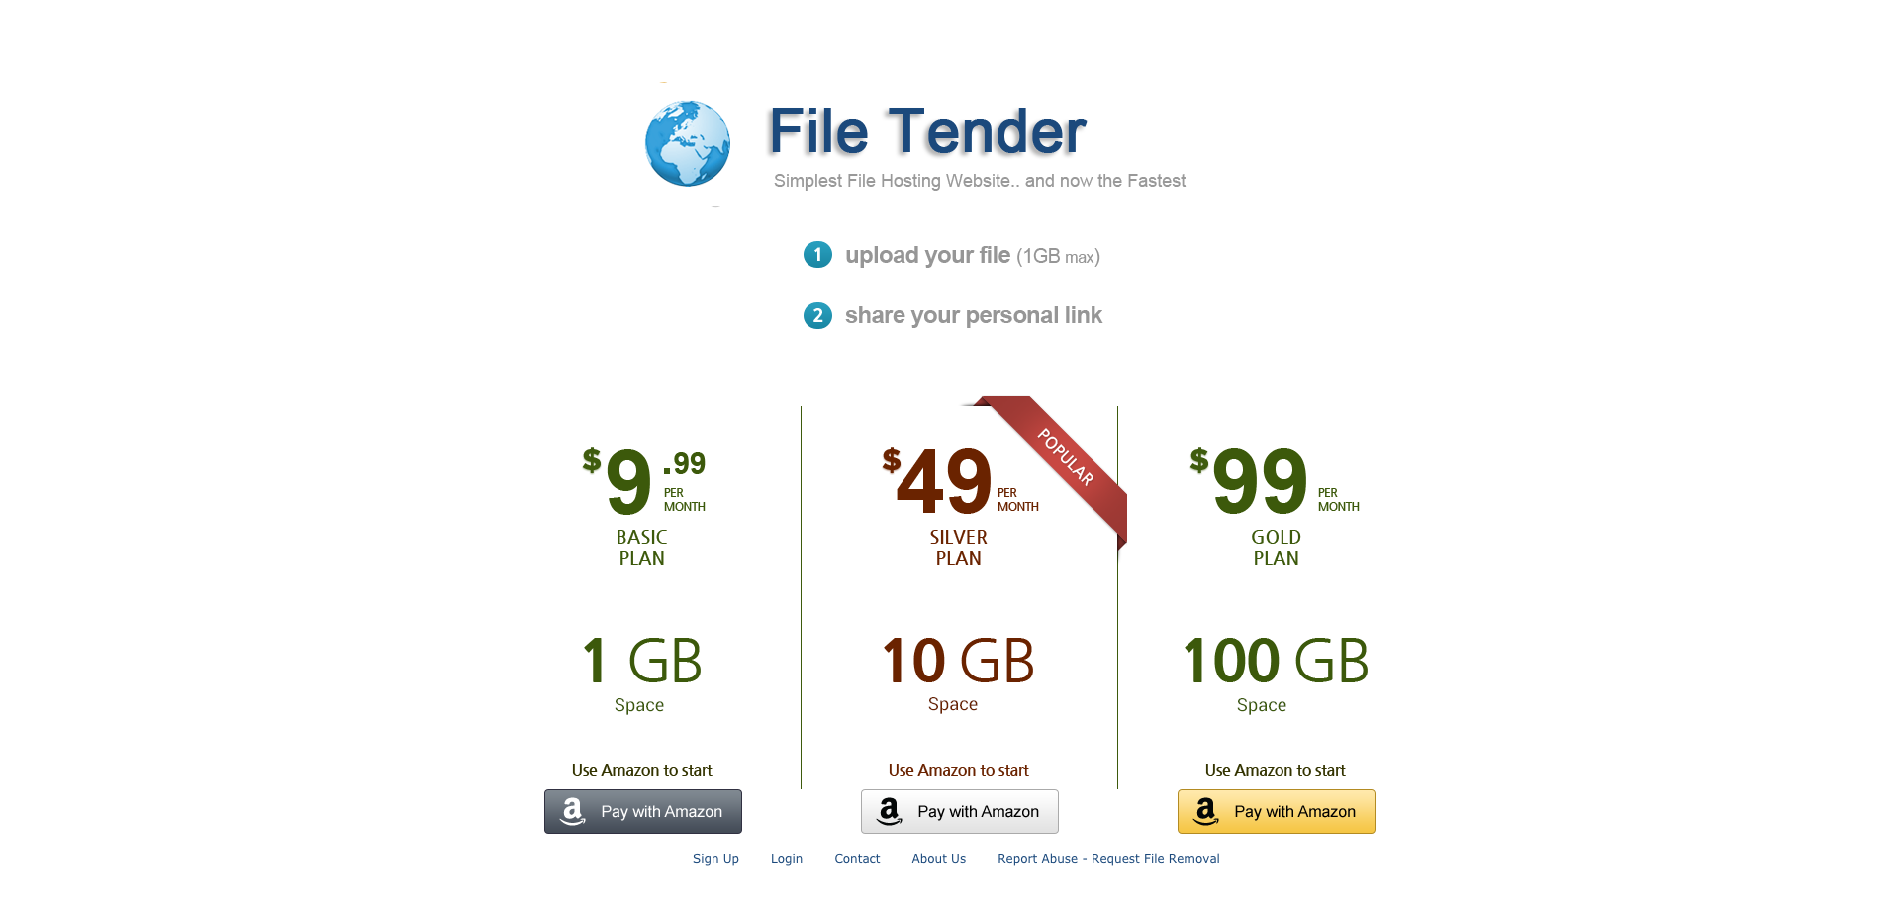 File Tender
Simplest File Hosting Website.. and now the Fastest
1 upload your file (1GB max)
2 share your personal link
POPULAR
$9.99 PER MONTH
BASIC
PLAN
1 GB
Space
Use Amazon to start
a Pay with Amazon
$49 PER MONTH
SILVER
PLAN
10 GB
Space
Use Amazon to start
a Pay with Amazon
$99 PER MONTH
GOLD
PLAN
100 GB
Space
Use Amazon to start
a Pay with Amazon
Sign Up Login Contact About Us Report Abuse - Request File Removal